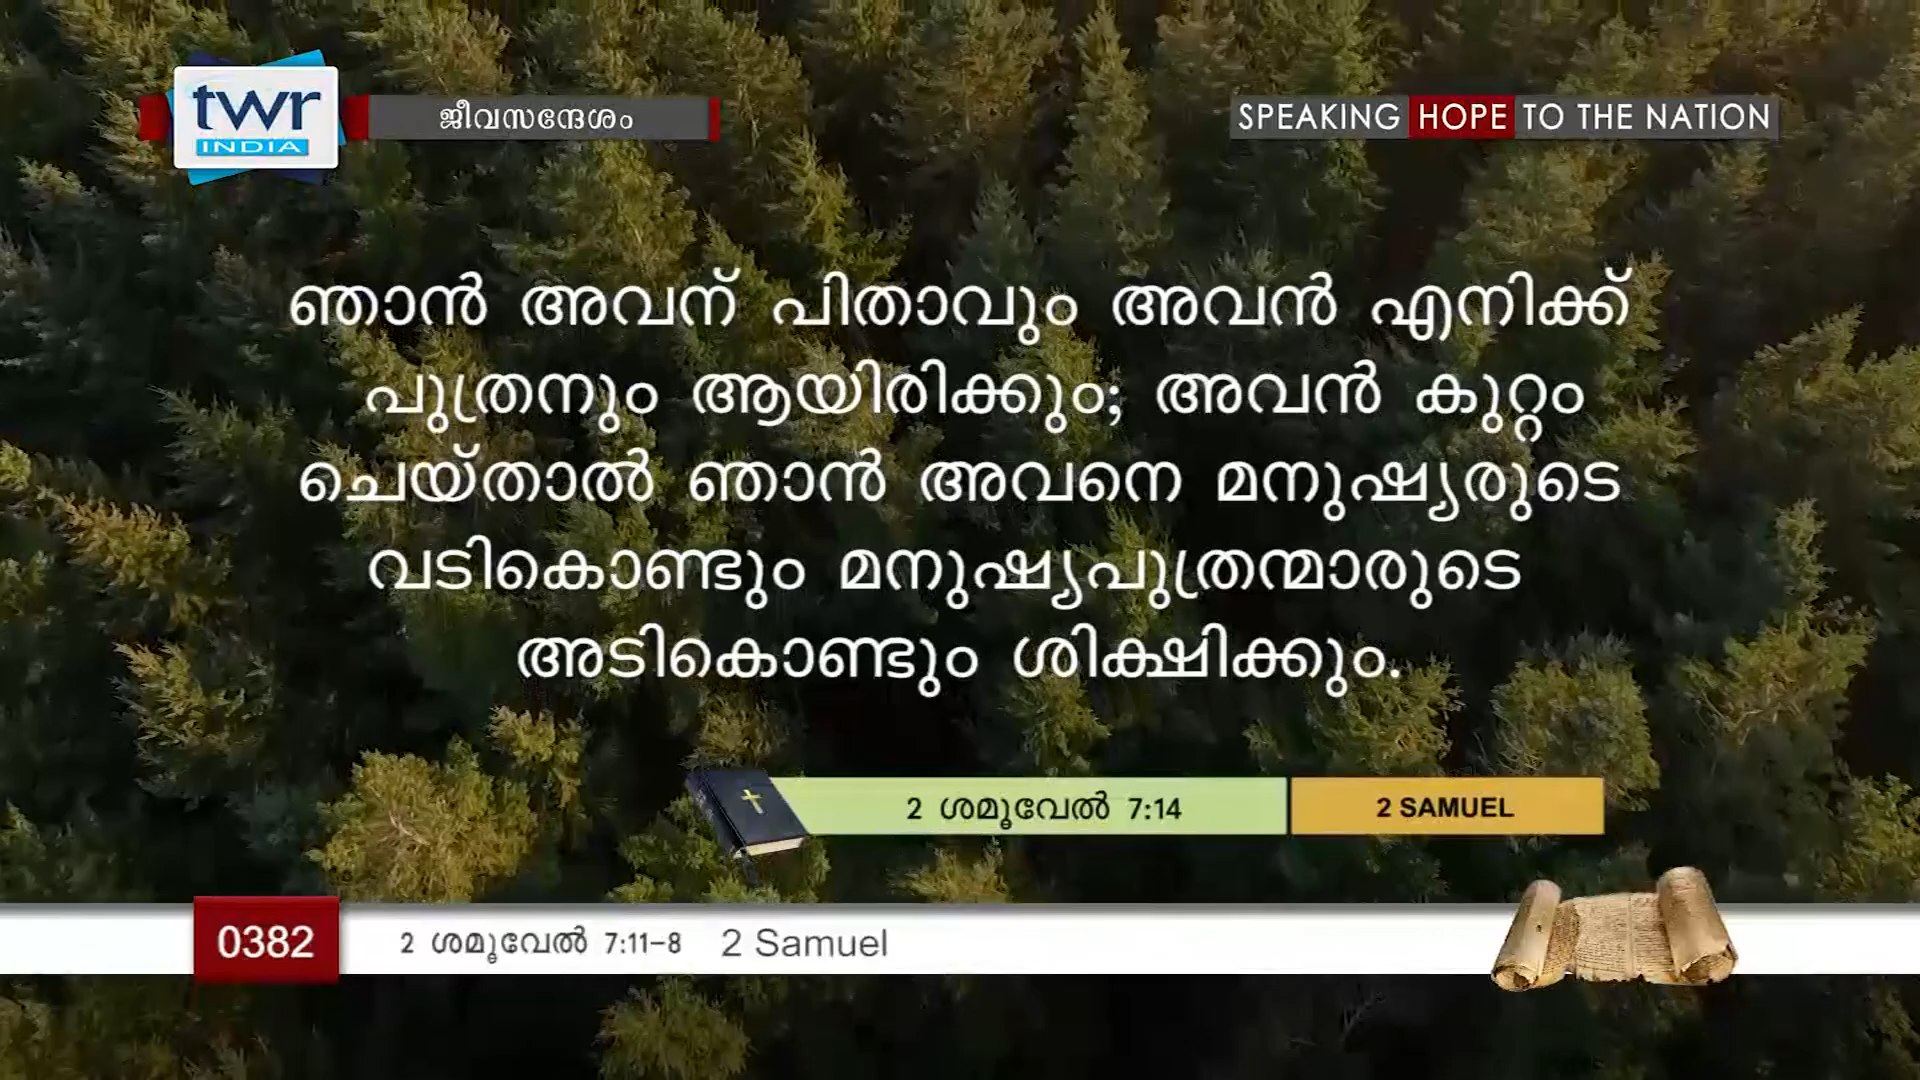 twr
INDIA
ജീവസന്ദേശം
SPEAKING HOPE TO THE NATION
ഞാൻ അവന് പിതാവും അവൻ എനിക്ക്
പുത്രനും ആയിരിക്കും; അവൻ കുറ്റം
ചെയ്താൽ ഞാൻ അവനെ മനുഷ്യരുടെ
വടികൊണ്ടും മനുഷ്യപുത്രന്മാരുടെ
അടികൊണ്ടും ശിക്ഷിക്കും.
2 ശമൂവേൽ 7:14
2 SAMUEL
0382
2 ശമൂവേൽ 7:11-8 2 Samuel